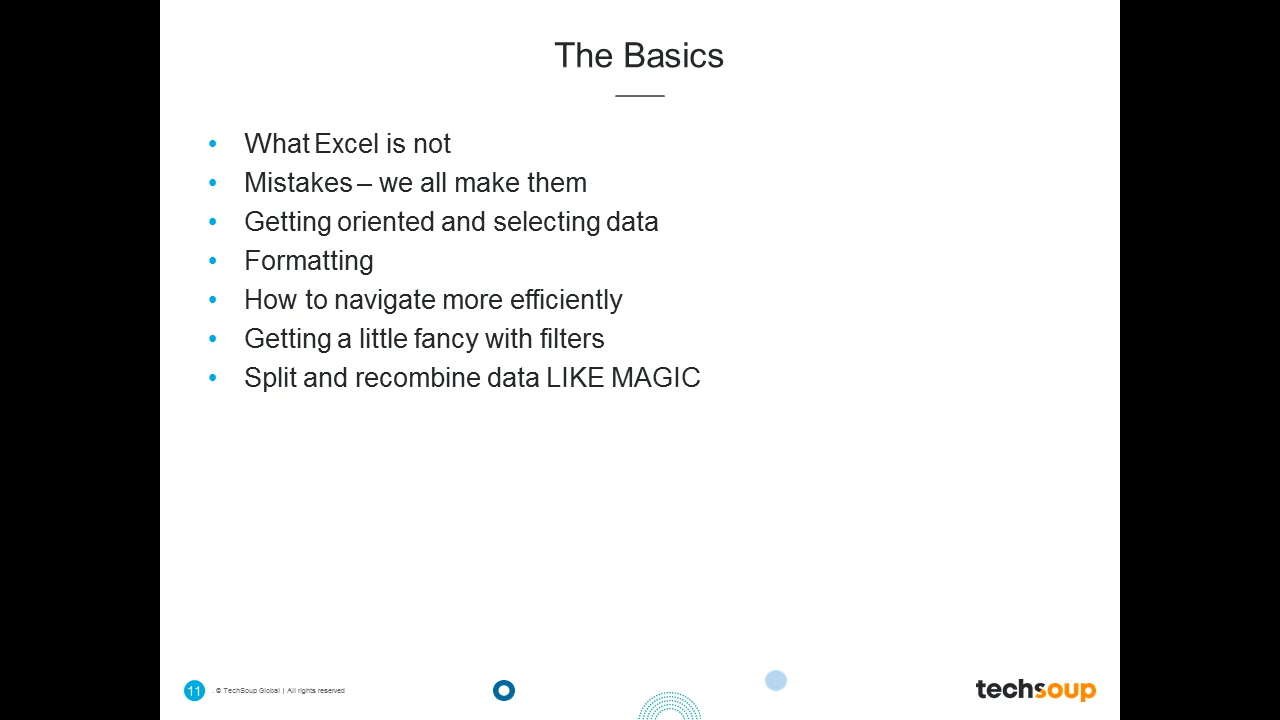 The Basics
• What Excel is not
• Mistakes – we all make them
• Getting oriented and selecting data
• Formatting
• How to navigate more efficiently
• Getting a little fancy with filters
• Split and recombine data LIKE MAGIC
11 . © TechSoup Global | All rights reserved
techsoup